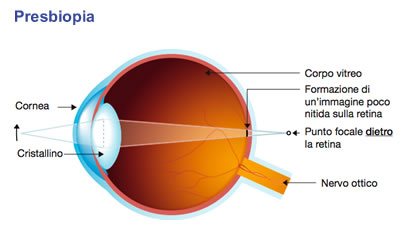 Presbiopia
Corpo vitreo
Formazione di
un'immagine poco
nitida sulla retina
Cornea
Punto focale dietro
la retina
Cristallino
Nervo ottico